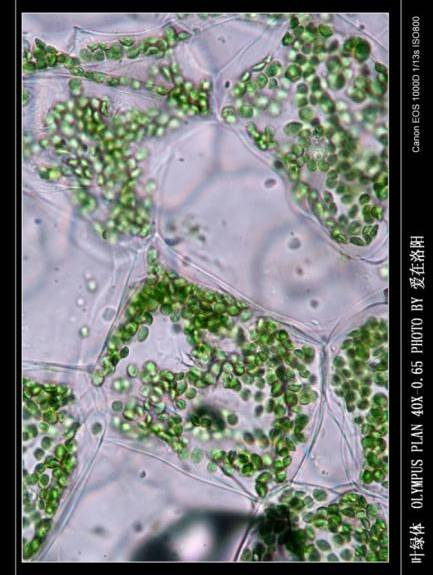 Canon EOS 1000D 1/13s ISO800
叶绿体 OLYMPUS PLAN 40X-0.65 PHOTO BY 爱在洛阳